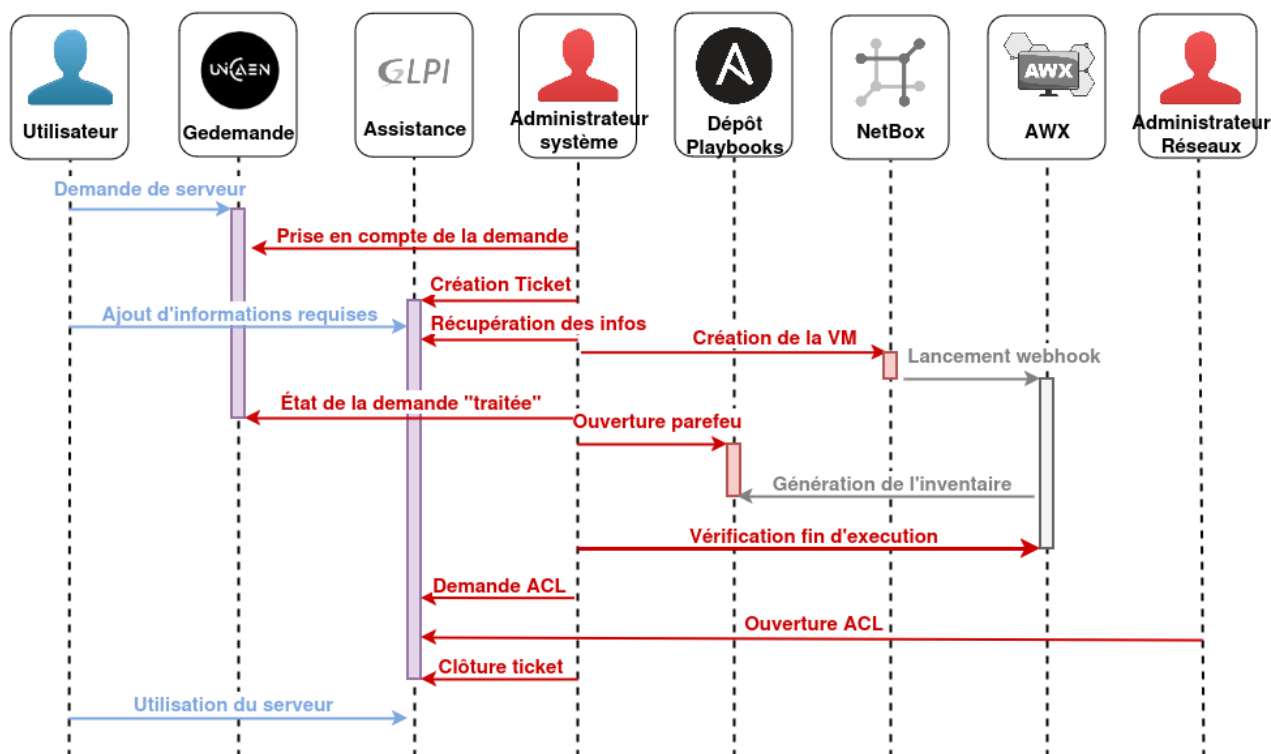 UNICAEN
GLPI
AWX
Utilisateur
Gedemande
Assistance
Administrateur
système
Dépôt
Playbooks
NetBox
AWX
Administrateur
Réseaux
Demande de serveur
Prise en compte de la demande
Création Ticket
Ajout d'informations requises
Récupération des infos
Création de la VM
Lancement webhook
État de la demande "traitée"
Ouverture parefeu
Génération de l'inventaire
Vérification fin d'execution
Demande ACL
Ouverture ACL
Clôture ticket
Utilisation du serveur